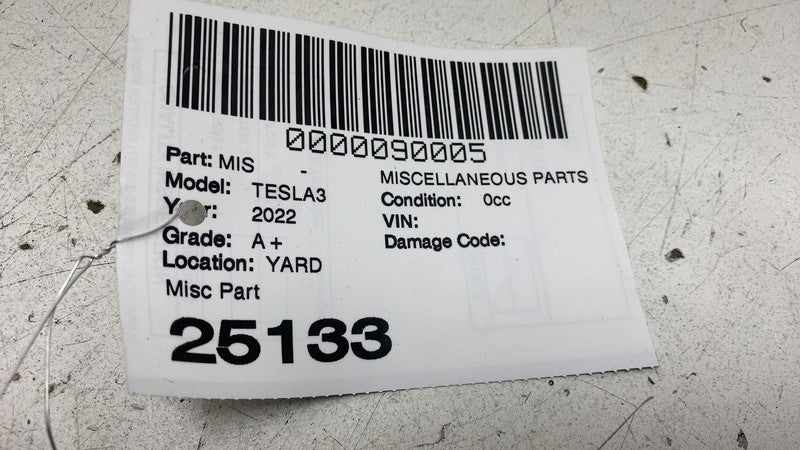 0000090005
Part: MIS - MISCELLANEOUS PARTS
Model: TESLA3 Condition: 0cc
2022 VIN:
Grade: A+ Damage Code:
Location: YARD
Misc Part
25133